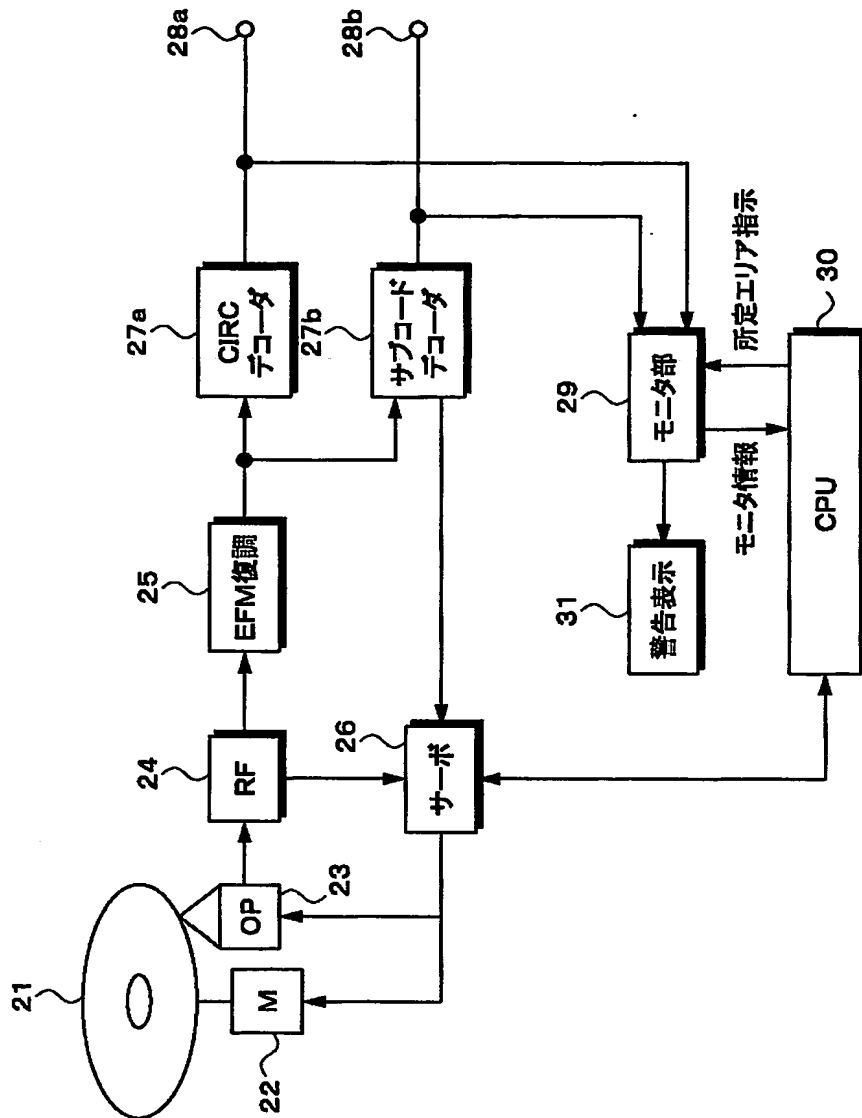 21
22
M
OP
23
24
RF
25
EFM復調
26
サーボ
27a
CIRC
デコーダ
27b
サブコード
デコーダ
28a
28b
29
モニタ部
所定エリア指示
モニタ情報
30
CPU
31
警告表示